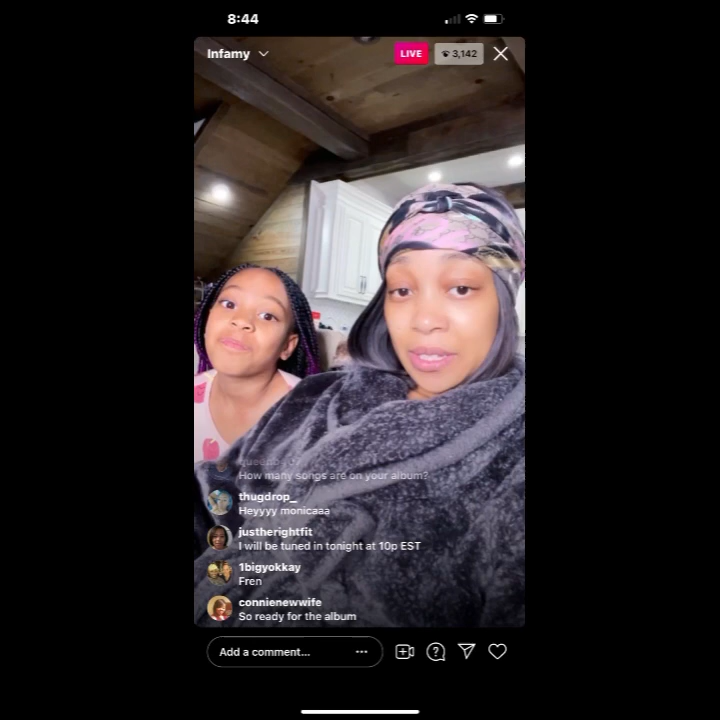 8:44
Infamy
LIVE
3,142
How many songs are on your album?
thugdrop_
Heyyyy monicaaa
justherightfit
I will be tuned in tonight at 10p EST
1bigyokkay
Fren
connienewwife
So ready for the album
Add a comment...